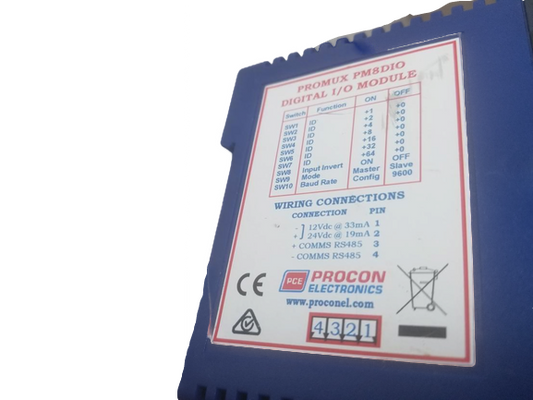 PROMUX PM8DIO
DIGITAL I/O MODULE
Switch Function ON OFF
SW1 ID +1 +0
SW2 ID +2 +0
SW3 ID +4 +0
SW4 ID +8 +0
SW5 ID +16 +0
SW6 ID +32 +0
SW7 ID +64 +0
SW8 Input Invert ON OFF
SW9 Mode Master Slave
SW10 Baud Rate Config 9600
WIRING CONNECTIONS
CONNECTION PIN
- ] 12Vdc @ 33mA 1
+ ] 24Vdc @ 19mA 2
+ COMMS RS485 3
- COMMS RS485 4
CE PCE PROCON
ELECTRONICS
www.proconel.com
4 3 2 1